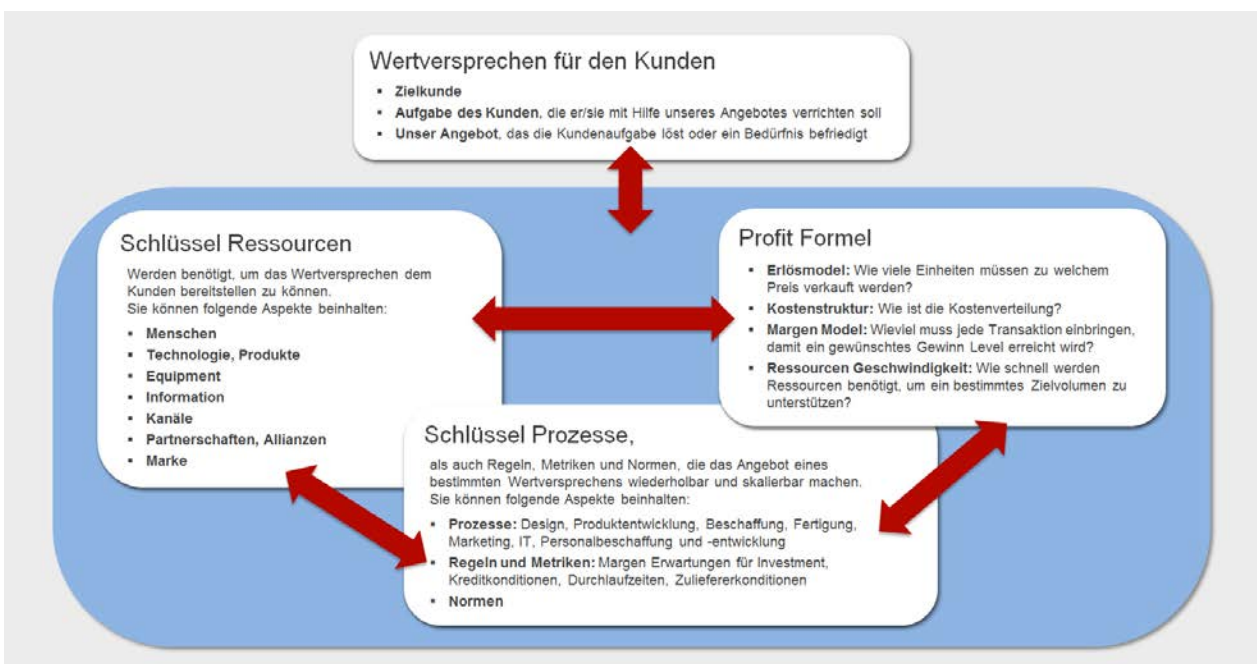 Wertversprechen für den Kunden
▪ Zielkunde
▪ Aufgabe des Kunden, die er/sie mit Hilfe unseres Angebotes verrichten soll
▪ Unser Angebot, das die Kundenaufgabe löst oder ein Bedürfnis befriedigt
Schlüssel Ressourcen
Werden benötigt, um das Wertversprechen dem
Kunden bereitstellen zu können.
Sie können folgende Aspekte beinhalten:
▪ Menschen
▪ Technologie, Produkte
▪ Equipment
▪ Information
▪ Kanäle
▪ Partnerschaften, Allianzen
▪ Marke
Profit Formel
▪ Erlösmodel: Wie viele Einheiten müssen zu welchem
Preis verkauft werden?
▪ Kostenstruktur: Wie ist die Kostenverteilung?
▪ Margen Model: Wieviel muss jede Transaktion einbringen,
damit ein gewünschtes Gewinn Level erreicht wird?
▪ Ressourcen Geschwindigkeit: Wie schnell werden
Ressourcen benötigt, um ein bestimmtes Zielvolumen zu
unterstützen?
Schlüssel Prozesse,
als auch Regeln, Metriken und Normen, die das Angebot eines
bestimmten Wertversprechens wiederholbar und skalierbar machen.
Sie können folgende Aspekte beinhalten:
▪ Prozesse: Design, Produktentwicklung, Beschaffung, Fertigung,
Marketing, IT, Personalbeschaffung und -entwicklung
▪ Regeln und Metriken: Margen Erwartungen für Investment,
Kreditkonditionen, Durchlaufzeiten, Zuliefererkonditionen
▪ Normen